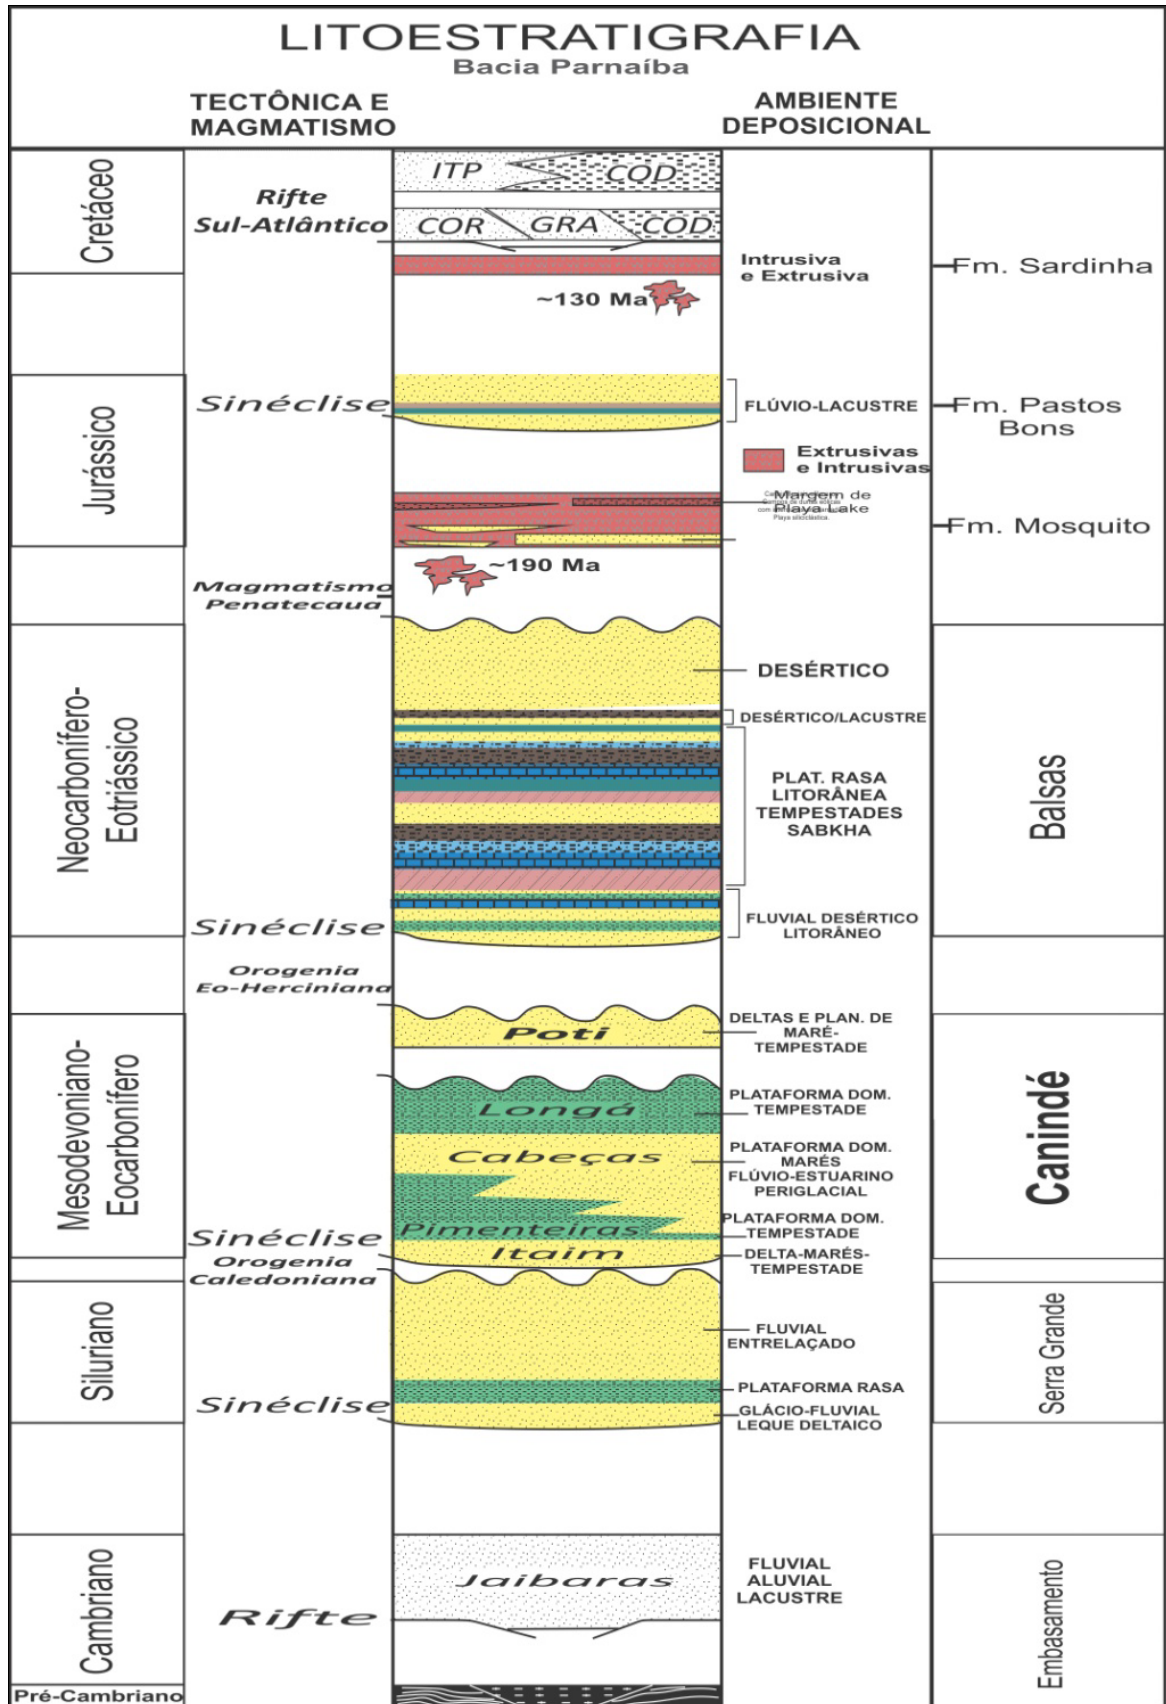 LITOESTRATIGRAFIA
Bacia Parnaíba
TECTÔNICA E
MAGMATISMO
AMBIENTE
DEPOSICIONAL
Cretáceo
Rifte
Sul-Atlântico
ITP
COD
COR
GRA
COD
~130 Ma
Intrusiva
e Extrusiva
Fm. Sardinha
Jurássico
Sinéclise
FLÚVIO-LACUSTRE
Fm. Pastos
Bons
Extrusivas
e Intrusivas
Margem de
Playa Lake
Fm. Mosquito
~190 Ma
Magmatismo
Penatecaua
Neocarbonífero-
Eotriássico
DESÉRTICO
DESÉRTICO/LACUSTRE
PLAT. RASA
LITORÂNEA
TEMPESTADES
SABKHA
Balsas
Sinéclise
FLUVIAL DESÉRTICO
LITORÂNEO
Orogenia
Eo-Herciniana
Mesodevoniano-
Eocarbonífero
Poti
DELTAS E PLAN. DE
MARÉ-
TEMPESTADE
Longá
PLATAFORMA DOM.
TEMPESTADE
Canindé
Cabeças
PLATAFORMA DOM.
MARÉS
FLÚVIO-ESTUARINO
PERIGLACIAL
Pimenteiras
PLATAFORMA DOM.
TEMPESTADE
Sinéclise
Itaim
DELTA-MARÉS-
TEMPESTADE
Orogenia
Caledoniana
Siluriano
FLUVIAL
ENTRELAÇADO
Serra Grande
PLATAFORMA RASA
Sinéclise
GLÁCIO-FLUVIAL
LEQUE DELTAICO
Cambriano
Jaibaras
FLUVIAL
ALUVIAL
LACUSTRE
Rifte
Embasamento
Pré-Cambriano